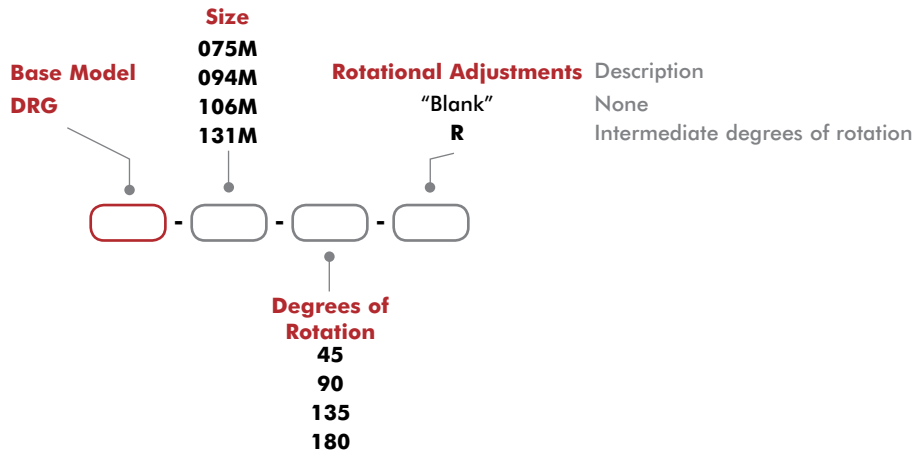 Size
075M
094M
106M
131M
Base Model
DRG
Rotational Adjustments Description
“Blank” None
R Intermediate degrees of rotation
- - -
Degrees of
Rotation
45
90
135
180